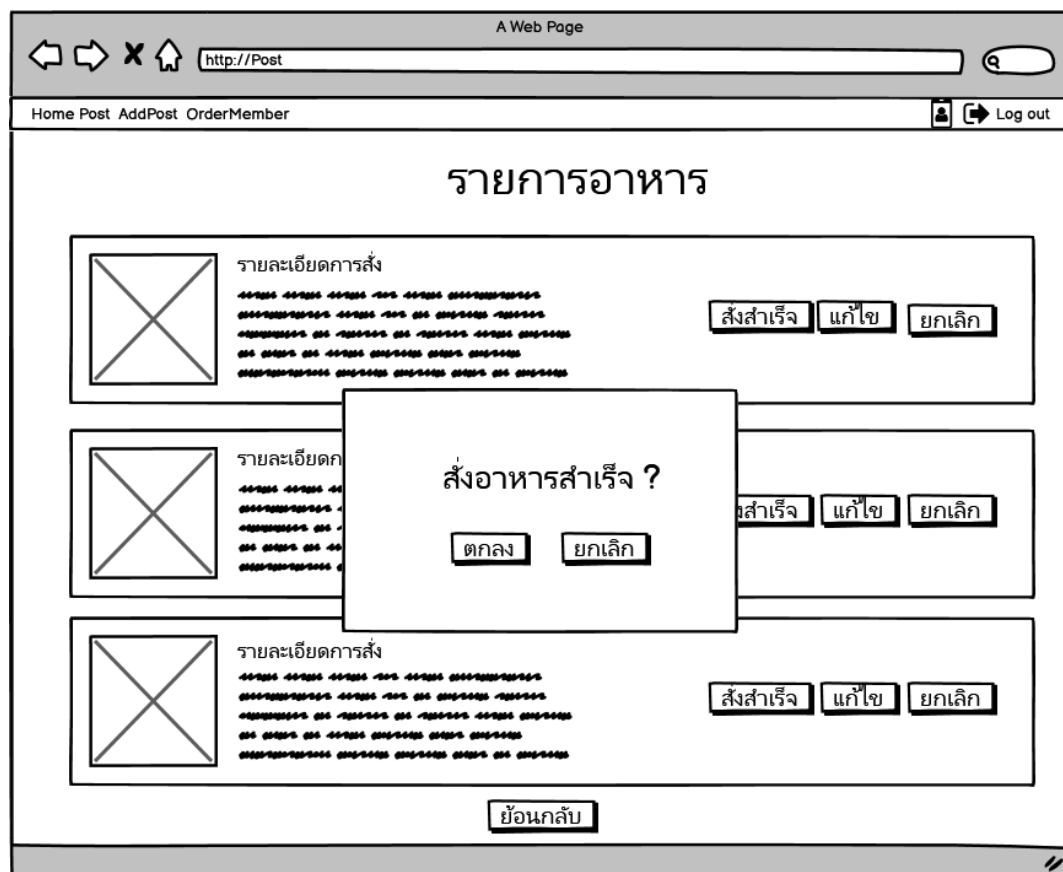 A Web Page
http://Post
Home Post AddPost OrderMember
Log out
รายการอาหาร
รายละเอียดการสั่ง
สั่งสำเร็จ แก้ไข ยกเลิก
รายละเอียดก
สั่งอาหารสำเร็จ ?
ตกลง ยกเลิก
งสำเร็จ แก้ไข ยกเลิก
รายละเอียดการสั่ง
สั่งสำเร็จ แก้ไข ยกเลิก
ย้อนกลับ